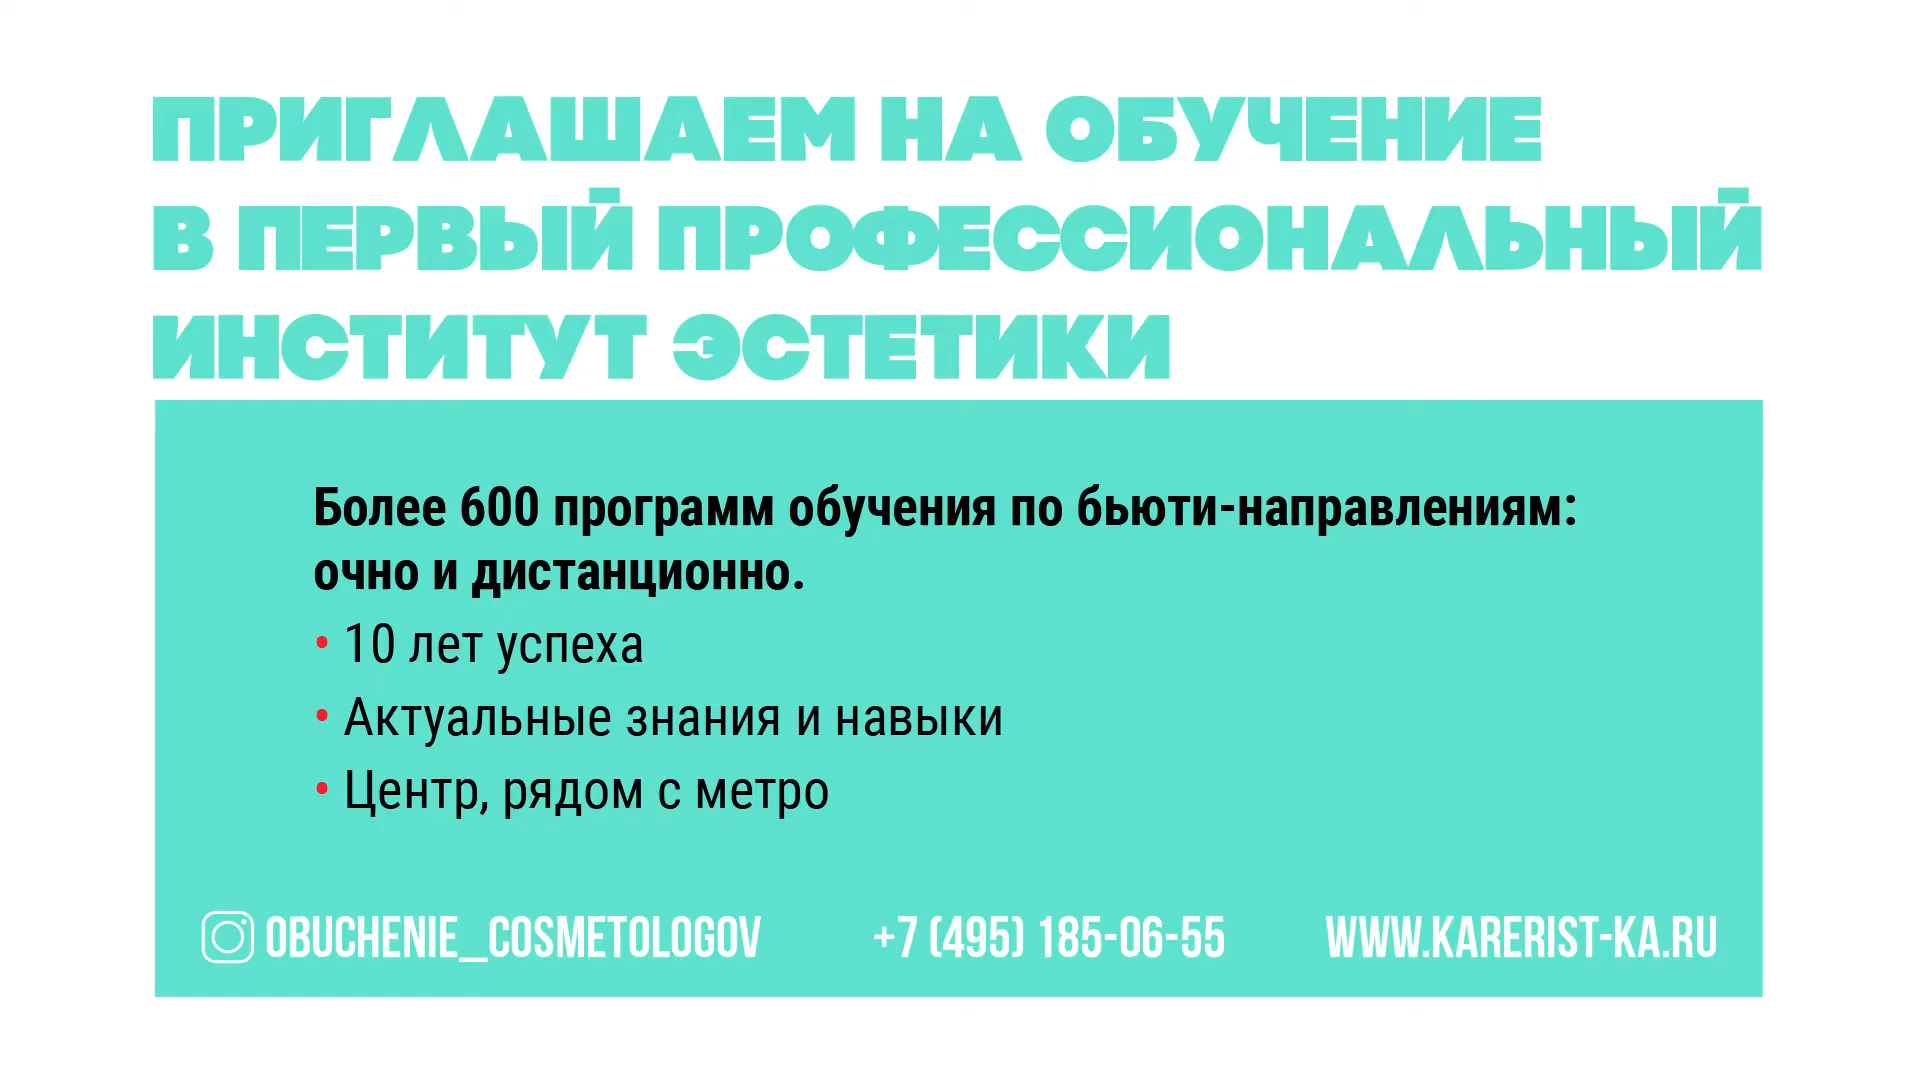 ПРИГЛАШАЕМ НА ОБУЧЕНИЕ
В ПЕРВЫЙ ПРОФЕССИОНАЛЬНЫЙ
ИНСТИТУТ ЭСТЕТИКИ
Более 600 программ обучения по бьюти-направлениям:
очно и дистанционно.
• 10 лет успеха
• Актуальные знания и навыки
• Центр, рядом с метро
OBUCHENIE_COSMETOLOGOV +7 (495) 185-06-55 WWW.KARERIST-KA.RU